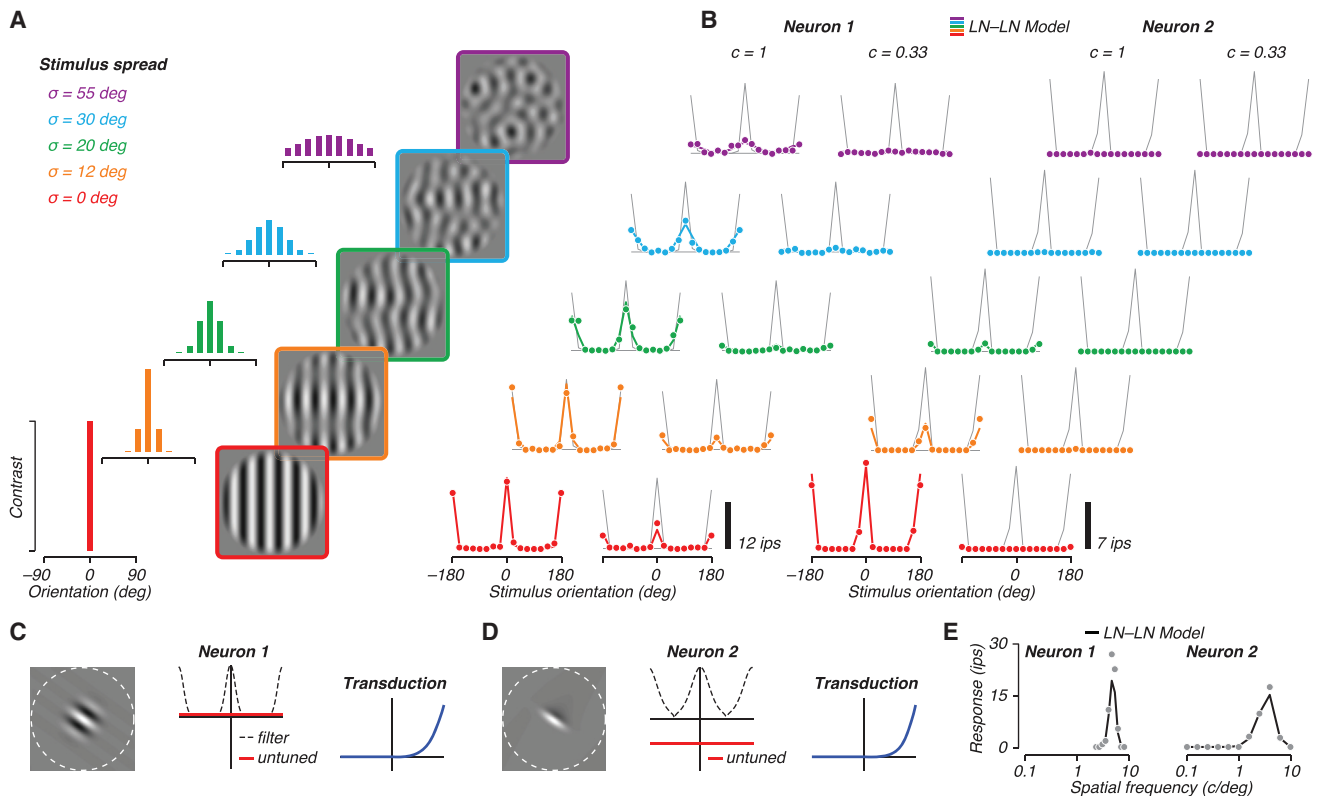 A
Stimulus spread
σ = 55 deg
σ = 30 deg
σ = 20 deg
σ = 12 deg
σ = 0 deg
Contrast
−90 0 90
Orientation (deg)
B
Neuron 1
LN–LN Model
Neuron 2
c = 1
c = 0.33
c = 1
c = 0.33
12 ips
7 ips
−180 0 180
0 180
Stimulus orientation (deg)
−180 0 180
0 180
Stimulus orientation (deg)
C
Neuron 1
filter
untuned
Transduction
D
Neuron 2
untuned
Transduction
E
LN–LN Model
Neuron 1
Neuron 2
Response (ips)
30
15
0
0.1 1 10
0.1 1 10
Spatial frequency (c/deg)